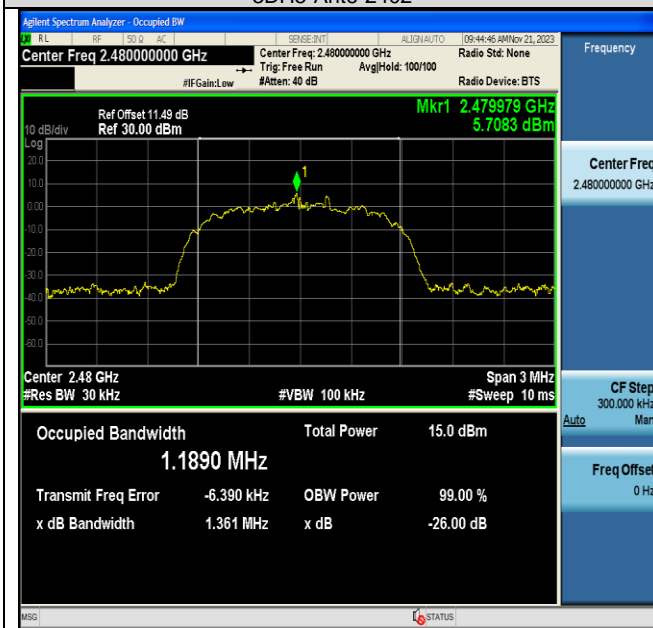 Agilent Spectrum Analyzer - Occupied BW
RL RF 50 Ω AC SENSE:INT ALIGN AUTO 09:44:46 AM Nov 21, 2023
Center Freq 2.480000000 GHz Center Freq: 2.480000000 GHz Radio Std: None
Trig: Free Run Avg|Hold: 100/100
#IFGain:Low #Atten: 40 dB Radio Device: BTS
Frequency
Ref Offset 11.49 dB Mkr1 2.479979 GHz
10 dB/div Ref 30.00 dBm 5.7083 dBm
Log
20.0
10.0
0.00
-10.0
-20.0
-30.0
-40.0
-50.0
-60.0
1
Center 2.48 GHz Span 3 MHz
#Res BW 30 kHz #VBW 100 kHz #Sweep 10 ms
Occupied Bandwidth Total Power 15.0 dBm
1.1890 MHz
Transmit Freq Error -6.390 kHz OBW Power 99.00 %
x dB Bandwidth 1.361 MHz x dB -26.00 dB
Center Freq
2.480000000 GHz
CF Step
300.000 kHz
Auto Man
Freq Offset
0 Hz
MSG STATUS